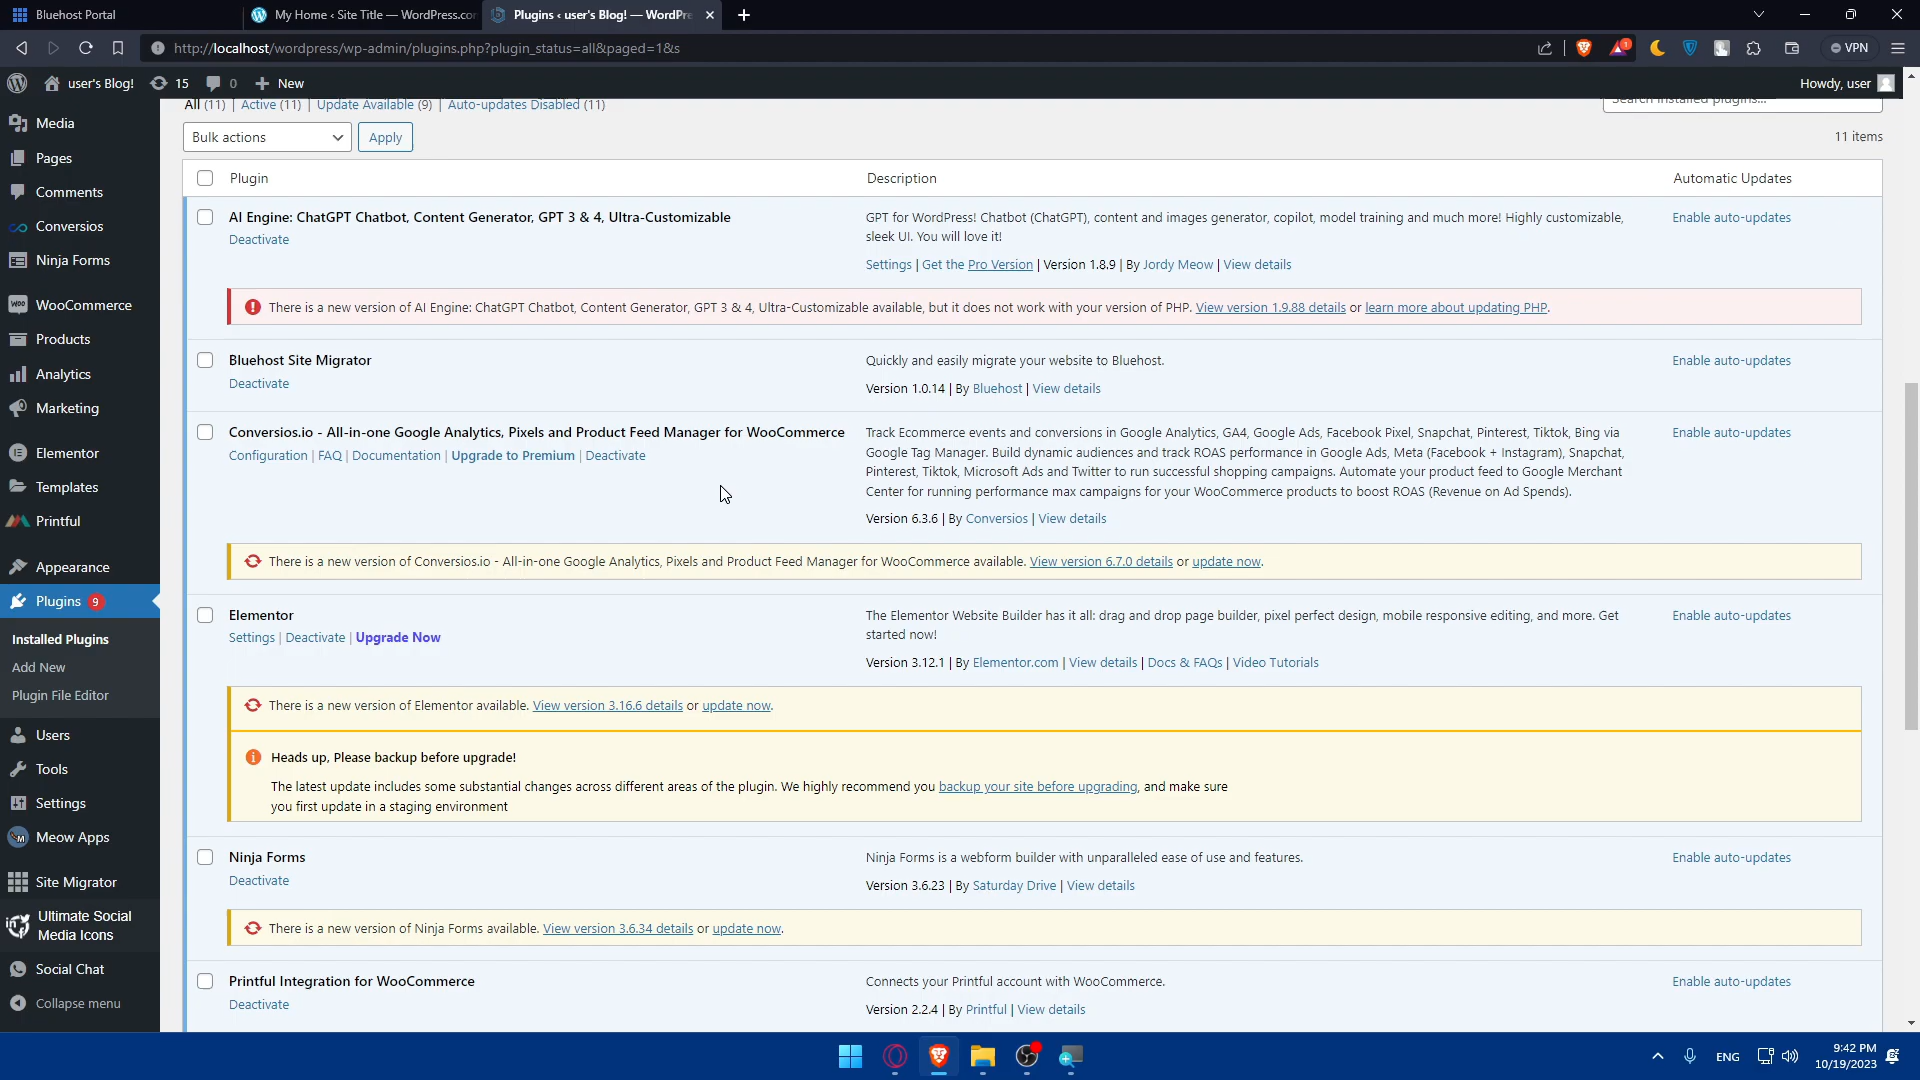 Bluehost Portal
My Home ‹ Site Title — WordPress.co
Plugins ‹ user's Blog! — WordPre
http://localhost/wordpress/wp-admin/plugins.php?plugin_status=all&paged=1&s
1
VPN
user's Blog!
15
0
New
Howdy, user
All (11) | Active (11) | Update Available (9) | Auto-updates Disabled (11)
Search installed plugins...
Bulk actions
Apply
11 items
Media
Pages
Comments
Conversios
Ninja Forms
WooCommerce
Products
Analytics
Marketing
Elementor
Templates
Printful
Appearance
Plugins 9
Installed Plugins
Add New
Plugin File Editor
Users
Tools
Settings
Meow Apps
Site Migrator
Ultimate Social
Media Icons
Social Chat
Collapse menu
Plugin
Description
Automatic Updates
AI Engine: ChatGPT Chatbot, Content Generator, GPT 3 & 4, Ultra-Customizable
Deactivate
GPT for WordPress! Chatbot (ChatGPT), content and images generator, copilot, model training and much more! Highly customizable,
sleek UI. You will love it!
Settings | Get the Pro Version | Version 1.8.9 | By Jordy Meow | View details
Enable auto-updates
There is a new version of AI Engine: ChatGPT Chatbot, Content Generator, GPT 3 & 4, Ultra-Customizable available, but it does not work with your version of PHP. View version 1.9.88 details or learn more about updating PHP.
Bluehost Site Migrator
Deactivate
Quickly and easily migrate your website to Bluehost.
Version 1.0.14 | By Bluehost | View details
Enable auto-updates
Conversios.io - All-in-one Google Analytics, Pixels and Product Feed Manager for WooCommerce
Configuration | FAQ | Documentation | Upgrade to Premium | Deactivate
Track Ecommerce events and conversions in Google Analytics, GA4, Google Ads, Facebook Pixel, Snapchat, Pinterest, Tiktok, Bing via
Google Tag Manager. Build dynamic audiences and track ROAS performance in Google Ads, Meta (Facebook + Instagram), Snapchat,
Pinterest, Tiktok, Microsoft Ads and Twitter to run successful shopping campaigns. Automate your product feed to Google Merchant
Center for running performance max campaigns for your WooCommerce products to boost ROAS (Revenue on Ad Spends).
Version 6.3.6 | By Conversios | View details
Enable auto-updates
There is a new version of Conversios.io - All-in-one Google Analytics, Pixels and Product Feed Manager for WooCommerce available. View version 6.7.0 details or update now.
Elementor
Settings | Deactivate | Upgrade Now
The Elementor Website Builder has it all: drag and drop page builder, pixel perfect design, mobile responsive editing, and more. Get
started now!
Version 3.12.1 | By Elementor.com | View details | Docs & FAQs | Video Tutorials
Enable auto-updates
There is a new version of Elementor available. View version 3.16.6 details or update now.
Heads up, Please backup before upgrade!
The latest update includes some substantial changes across different areas of the plugin. We highly recommend you backup your site before upgrading, and make sure
you first update in a staging environment
Ninja Forms
Deactivate
Ninja Forms is a webform builder with unparalleled ease of use and features.
Version 3.6.23 | By Saturday Drive | View details
Enable auto-updates
There is a new version of Ninja Forms available. View version 3.6.34 details or update now.
Printful Integration for WooCommerce
Deactivate
Connects your Printful account with WooCommerce.
Version 2.2.4 | By Printful | View details
Enable auto-updates
ENG
9:42 PM
10/19/2023